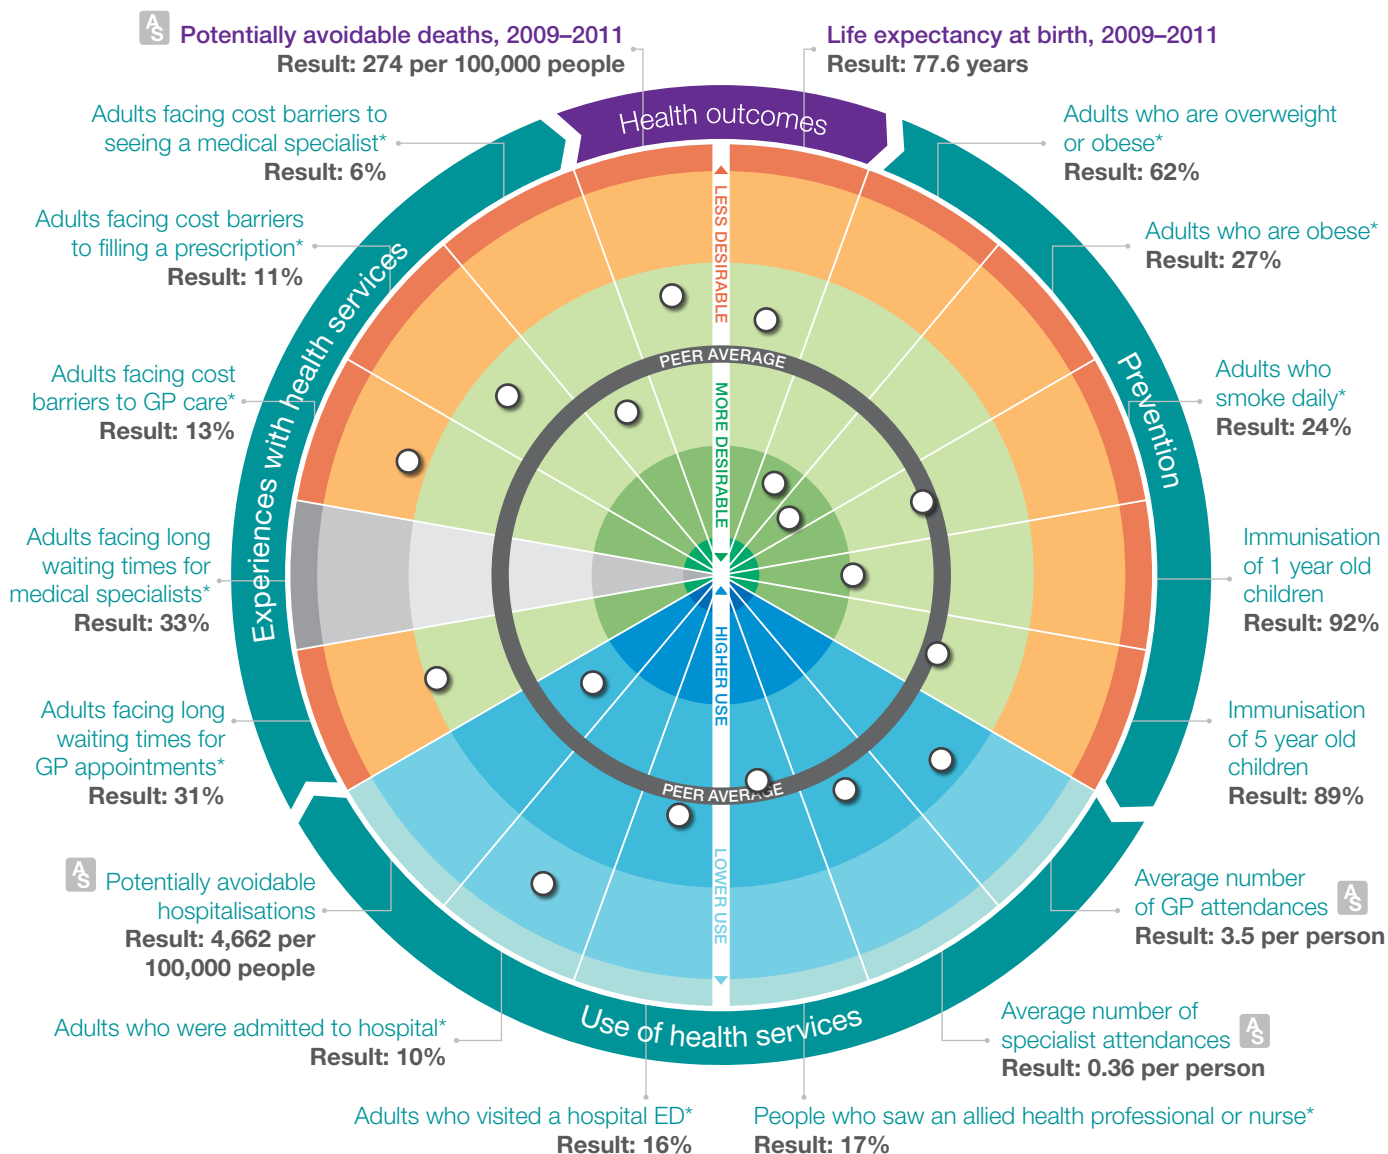 AS Potentially avoidable deaths, 2009–2011
Result: 274 per 100,000 people
Life expectancy at birth, 2009–2011
Result: 77.6 years
Health outcomes
Adults facing cost barriers to
seeing a medical specialist*
Result: 6%
Adults who are overweight
or obese*
Result: 62%
Adults facing cost barriers
to filling a prescription*
Result: 11%
Adults who are obese*
Result: 27%
Adults facing cost
barriers to GP care*
Result: 13%
Adults who
smoke daily*
Result: 24%
Experiences with health services
Prevention
LESS DESIRABLE
PEER AVERAGE
MORE DESIRABLE
Adults facing long
waiting times for
medical specialists*
Result: 33%
Immunisation
of 1 year old
children
Result: 92%
HIGHER USE
Adults facing long
waiting times for
GP appointments*
Result: 31%
Immunisation
of 5 year old
children
Result: 89%
PEER AVERAGE
LOWER USE
AS Potentially avoidable
hospitalisations
Result: 4,662 per
100,000 people
Average number
of GP attendances AS
Result: 3.5 per person
Use of health services
Adults who were admitted to hospital*
Result: 10%
Average number of
specialist attendances AS
Result: 0.36 per person
Adults who visited a hospital ED*
Result: 16%
People who saw an allied health professional or nurse*
Result: 17%